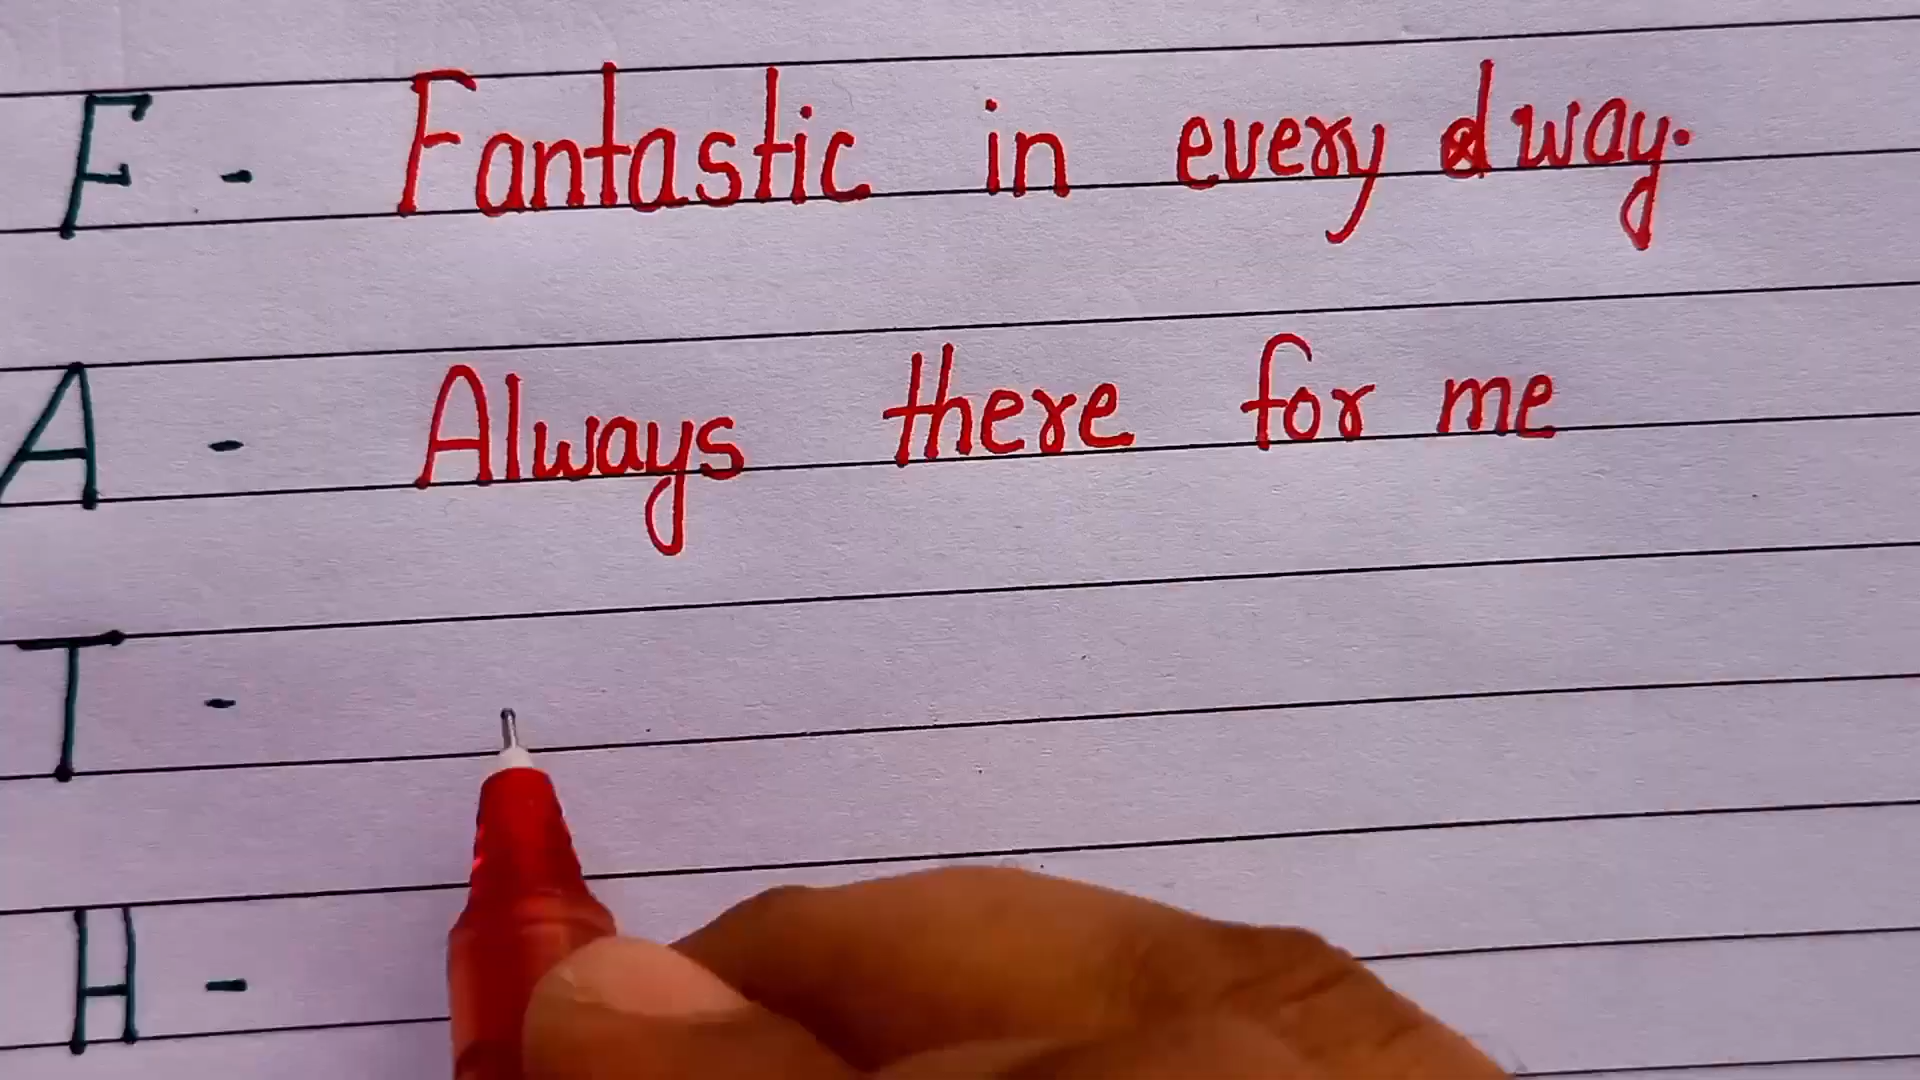 F - Fantastic in every way.
A - Always there for me
T -
H -